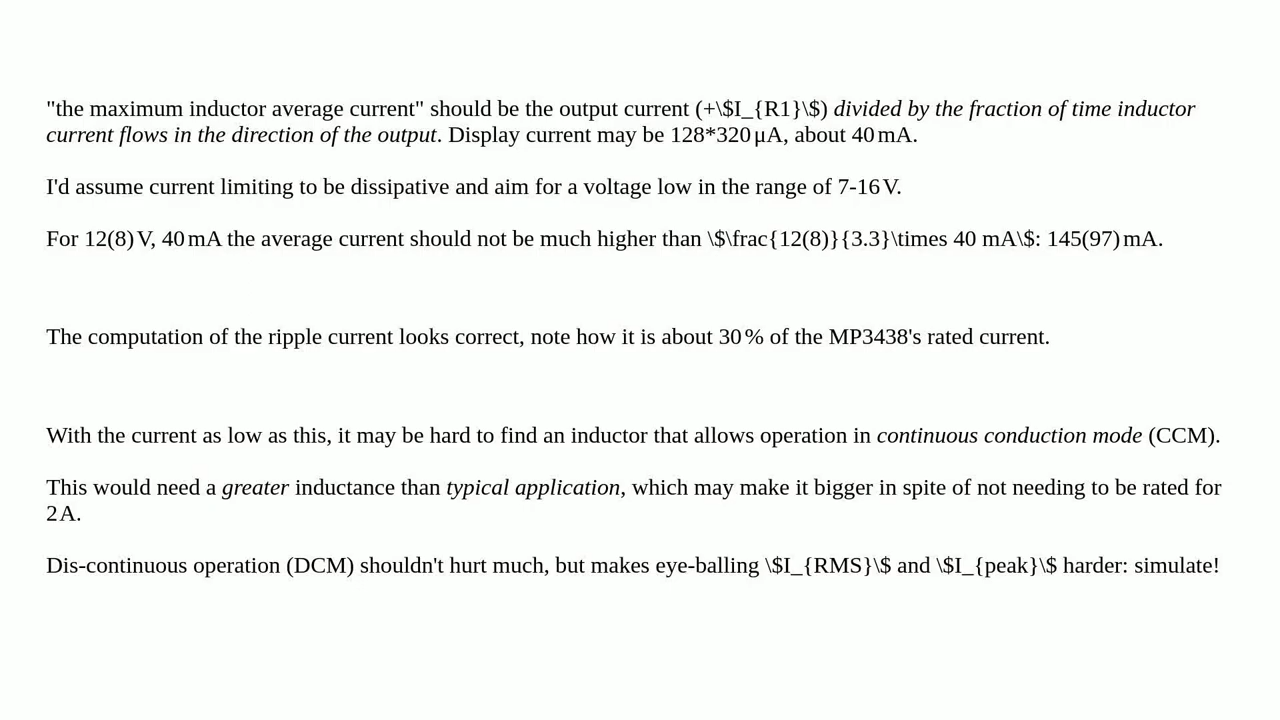 "the maximum inductor average current" should be the output current (+\$I_{R1}\$) divided by the fraction of time inductor
current flows in the direction of the output. Display current may be 128*320 µA, about 40 mA.
I'd assume current limiting to be dissipative and aim for a voltage low in the range of 7-16 V.
For 12(8) V, 40 mA the average current should not be much higher than \$\frac{12(8)}{3.3}\times 40 mA\$: 145(97) mA.
The computation of the ripple current looks correct, note how it is about 30 % of the MP3438's rated current.
With the current as low as this, it may be hard to find an inductor that allows operation in continuous conduction mode (CCM).
This would need a greater inductance than typical application, which may make it bigger in spite of not needing to be rated for
2 A.
Dis-continuous operation (DCM) shouldn't hurt much, but makes eye-balling \$I_{RMS}\$ and \$I_{peak}\$ harder: simulate!